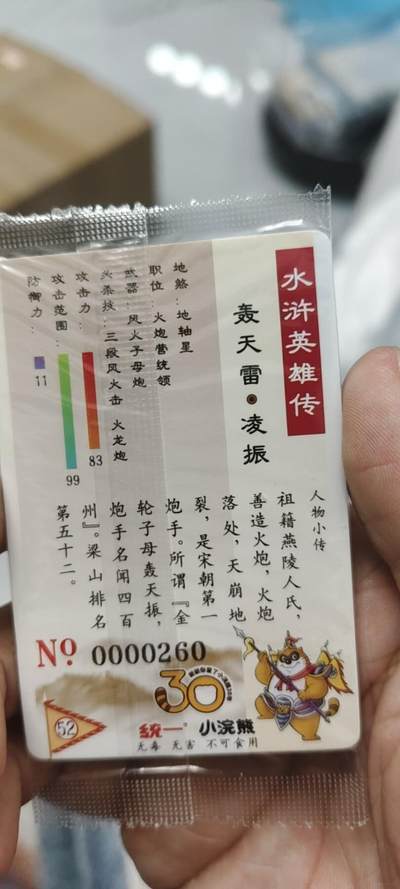 水浒英雄传
轰天雷●凌振
地煞：地轴星
职位：火炮营统领
武器：风火子母炮
必杀技：三段风火击 火龙炮
攻击力：
83
攻击范围：
99
防御力：
11
人物小传
祖籍燕陵人氏，
善造火炮，火炮
落处，天崩地
裂，是宋朝第一
炮手。所谓『金
轮子母轰天振，
炮手名闻四百
州』。梁山排名
第五十二。
Nº 0000260
30
52
统一® 小浣熊
无毒 无害 不可食用